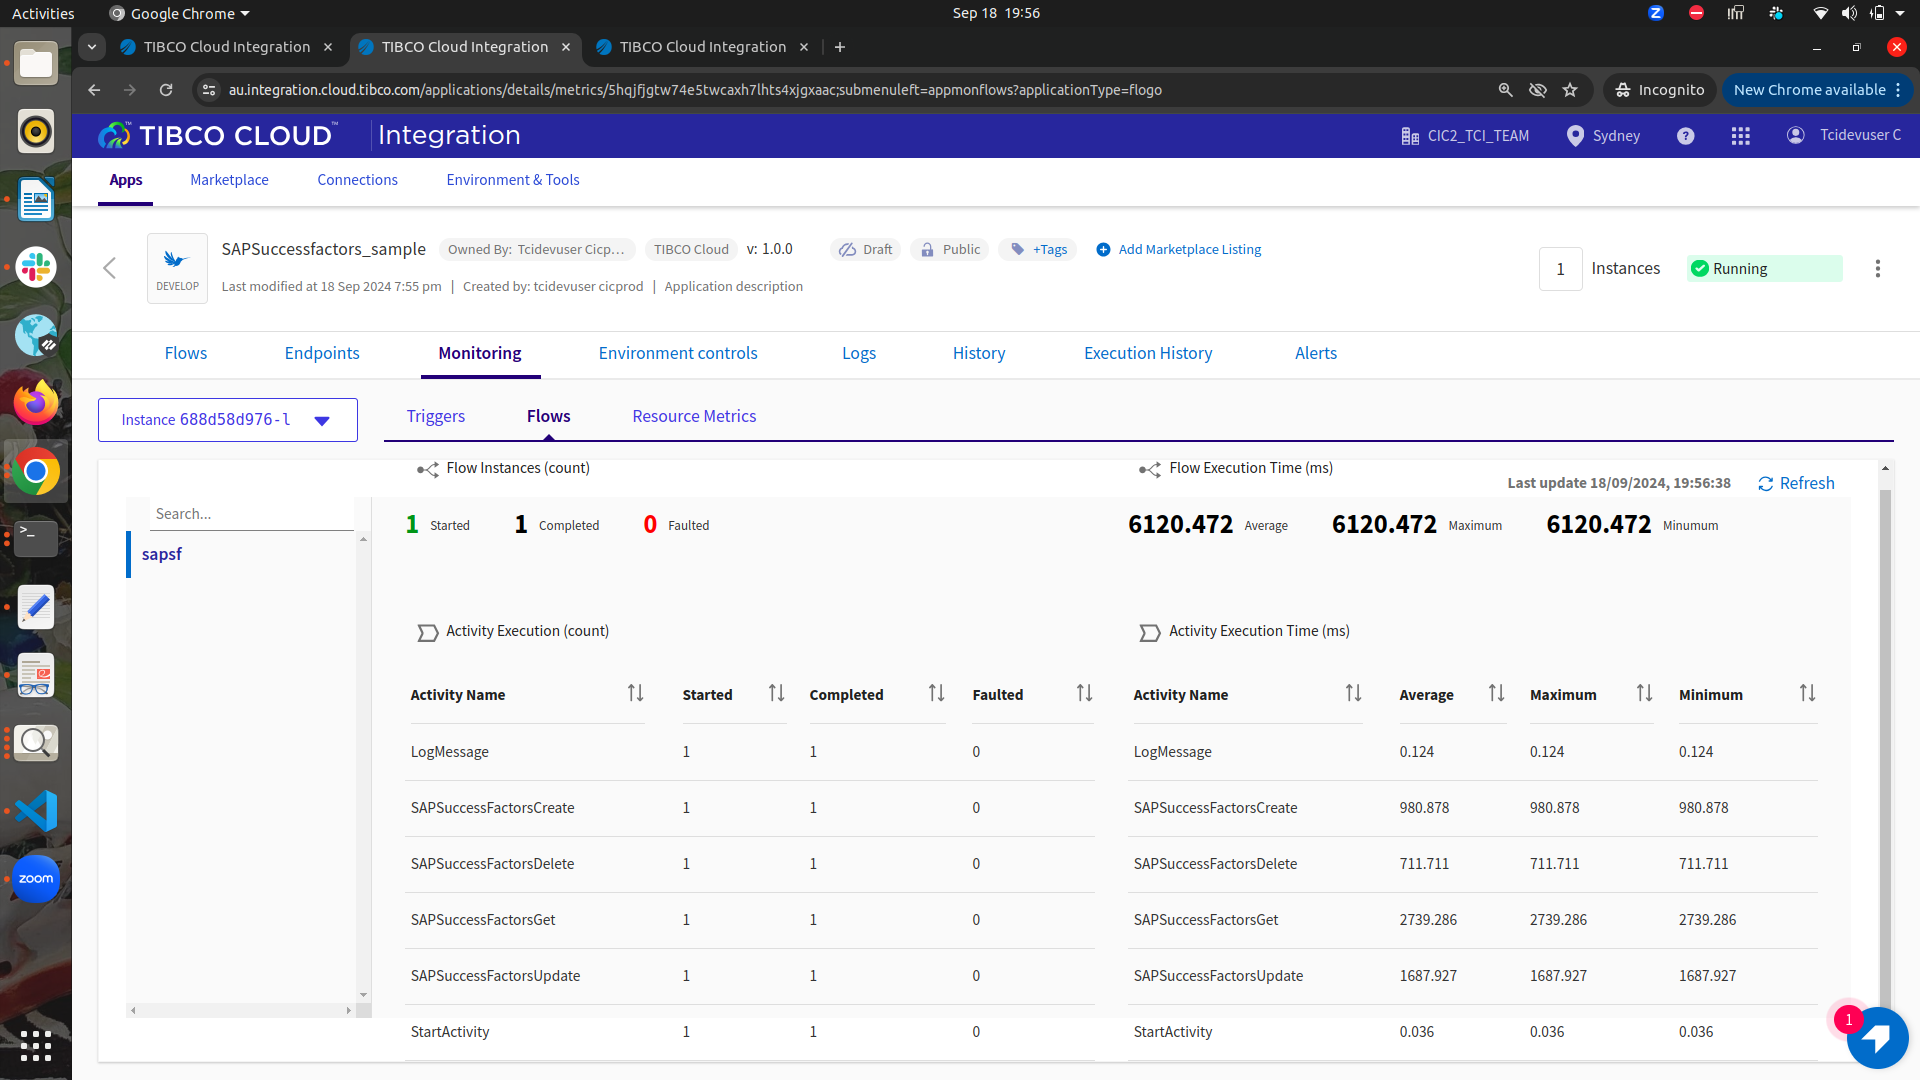 Activities
Google Chrome
Sep 18 19:56
TIBCO Cloud Integration
TIBCO Cloud Integration
TIBCO Cloud Integration
au.integration.cloud.tibco.com/applications/details/metrics/5hqjfjgtw74e5twcaxh7lhts4xjgxaac;submenuleft=appmonflows?applicationType=flogo
Incognito
New Chrome available
TIBCO CLOUD™ Integration
CIC2_TCI_TEAM
Sydney
Tcidevuser C
Apps
Marketplace
Connections
Environment & Tools
DEVELOP
SAPSuccessfactors_sample
Owned By: Tcidevuser Cicp...
TIBCO Cloud
v: 1.0.0
Draft
Public
+Tags
Add Marketplace Listing
Last modified at 18 Sep 2024 7:55 pm | Created by: tcidevuser cicprod | Application description
1 Instances
Running
Flows
Endpoints
Monitoring
Environment controls
Logs
History
Execution History
Alerts
Instance 688d58d976-l
Triggers
Flows
Resource Metrics
Flow Instances (count)
Flow Execution Time (ms)
Last update 18/09/2024, 19:56:38
Refresh
Search...
sapsf
1 Started 1 Completed 0 Faulted
6120.472 Average 6120.472 Maximum 6120.472 Minumum
Activity Execution (count)
Activity Execution Time (ms)
Activity Name Started Completed Faulted
Activity Name Average Maximum Minimum
LogMessage 1 1 0
LogMessage 0.124 0.124 0.124
SAPSuccessFactorsCreate 1 1 0
SAPSuccessFactorsCreate 980.878 980.878 980.878
SAPSuccessFactorsDelete 1 1 0
SAPSuccessFactorsDelete 711.711 711.711 711.711
SAPSuccessFactorsGet 1 1 0
SAPSuccessFactorsGet 2739.286 2739.286 2739.286
SAPSuccessFactorsUpdate 1 1 0
SAPSuccessFactorsUpdate 1687.927 1687.927 1687.927
StartActivity 1 1 0
StartActivity 0.036 0.036 0.036
zoom
1